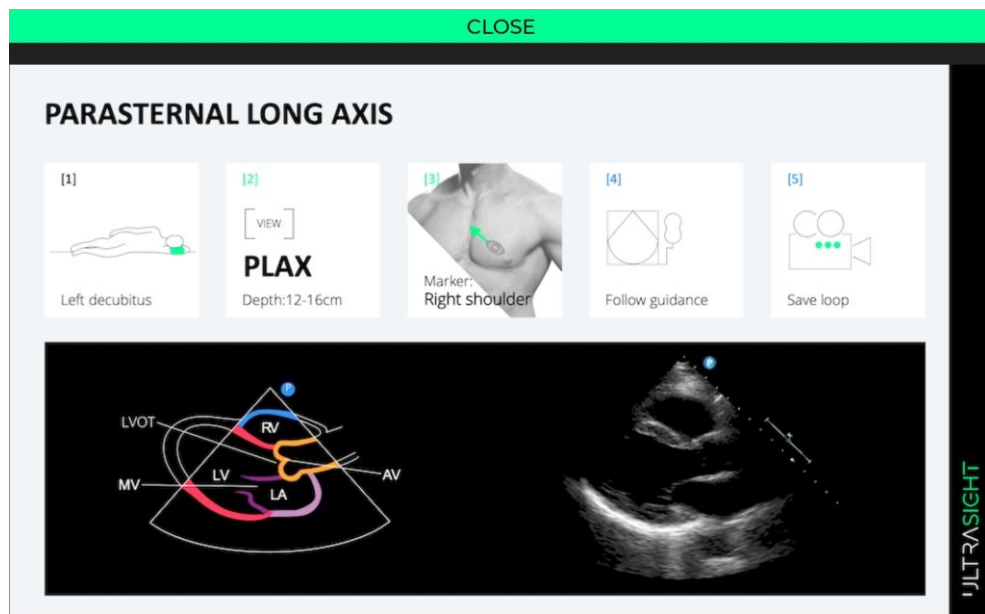 CLOSE
PARASTERNAL LONG AXIS
[1]
Left decubitus
[2]
VIEW
PLAX
Depth:12-16cm
[3]
Marker:
Right shoulder
[4]
Follow guidance
[5]
Save loop
P
LVOT
RV
LV
AV
MV
LA
P
ULTRASIGHT